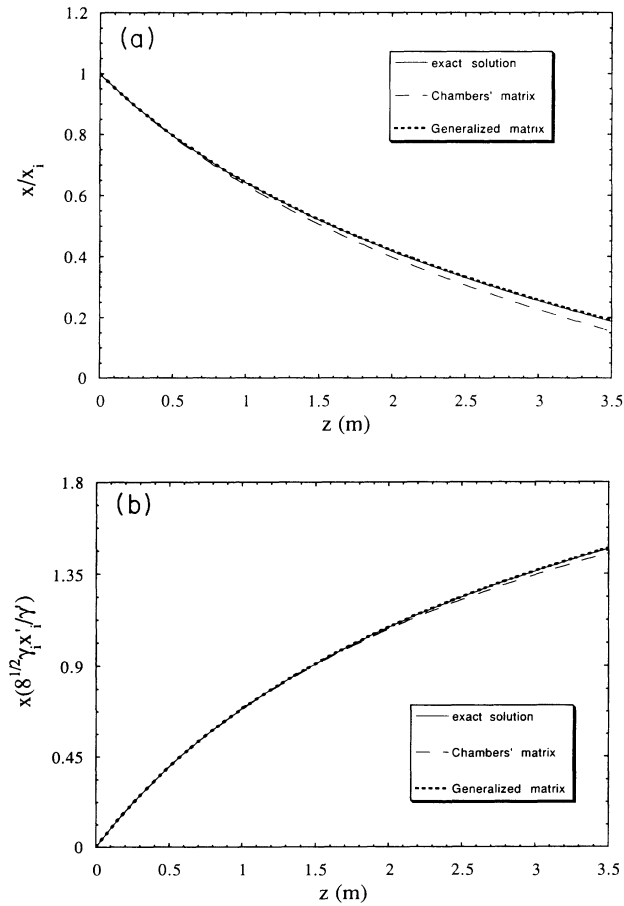 (a)
1.2
1
0.8
0.6
0.4
0.2
0
x/x_i
exact solution
Chambers' matrix
Generalized matrix
0 0.5 1 1.5 2 2.5 3 3.5
z (m)
(b)
1.8
1.35
0.9
0.45
0
x(8^{1/2}γ_i x'_i/γ')
exact solution
Chambers' matrix
Generalized matrix
0 0.5 1 1.5 2 2.5 3 3.5
z (m)